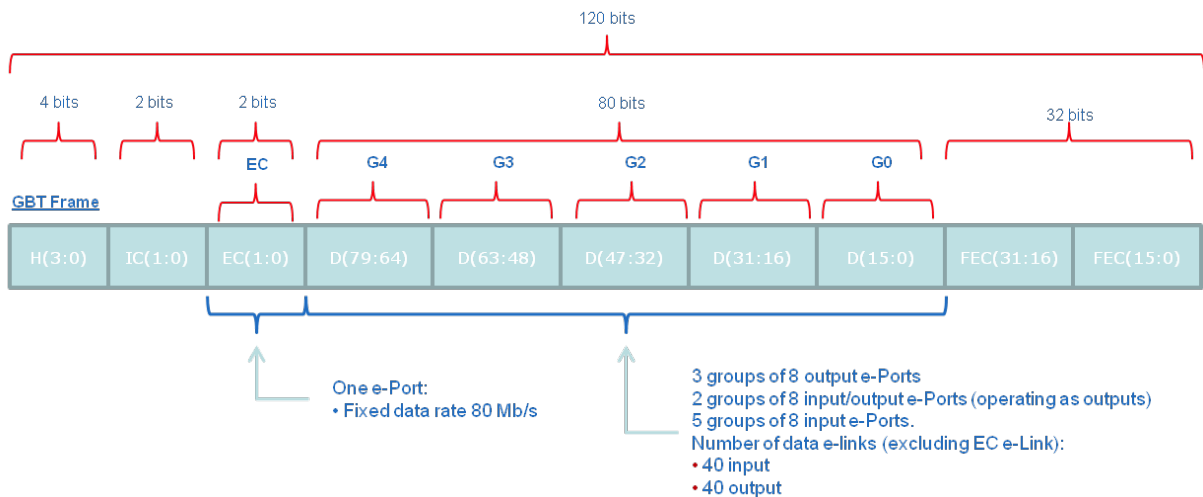 120 bits
4 bits
2 bits
2 bits
80 bits
32 bits
EC
G4
G3
G2
G1
G0
GBT Frame
H(3:0)
IC(1:0)
EC(1:0)
D(79:64)
D(63:48)
D(47:32)
D(31:16)
D(15:0)
FEC(31:16)
FEC(15:0)
One e-Port:
• Fixed data rate 80 Mb/s
3 groups of 8 output e-Ports
2 groups of 8 input/output e-Ports (operating as outputs)
5 groups of 8 input e-Ports.
Number of data e-links (excluding EC e-Link):
• 40 input
• 40 output